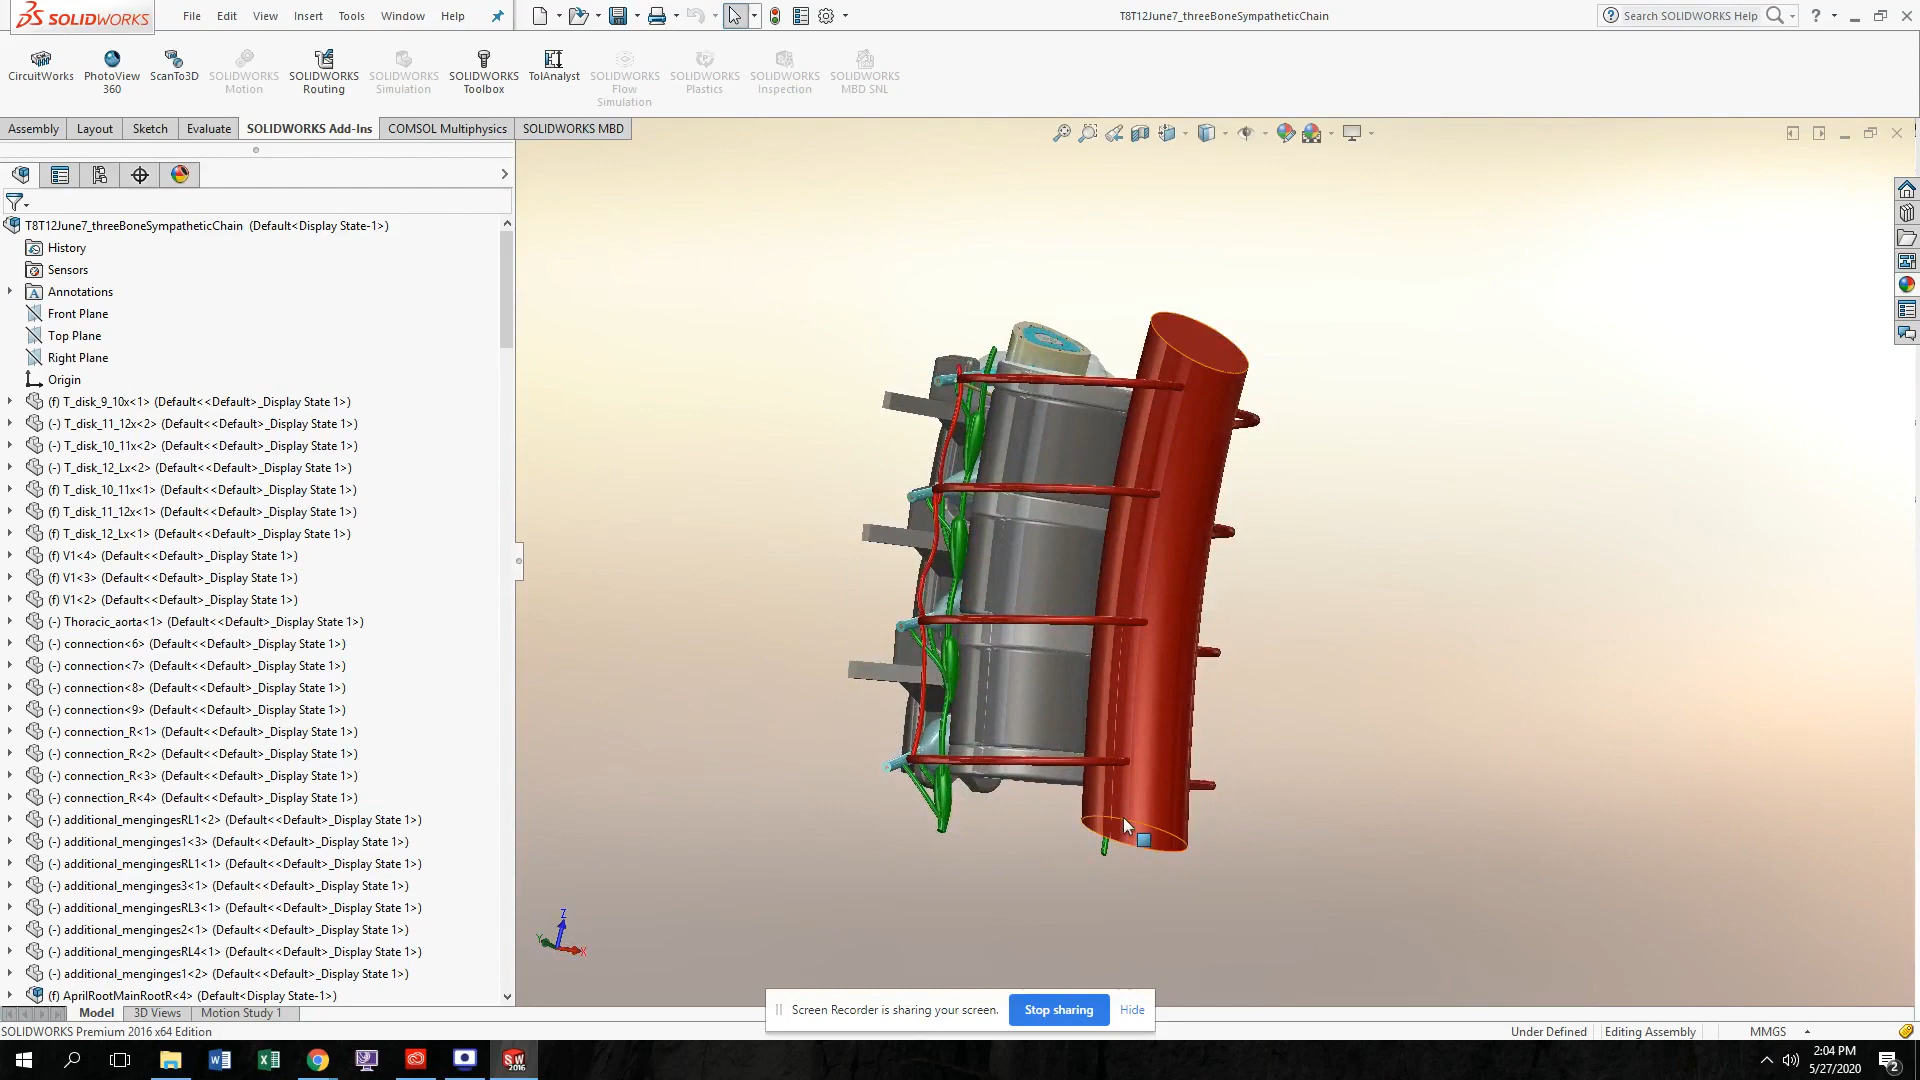 SOLIDWORKS
File Edit View Insert Tools Window Help
T8T12June7_threeBoneSympatheticChain
Search SOLIDWORKS Help
CircuitWorks
PhotoView 360
ScanTo3D
SOLIDWORKS Motion
SOLIDWORKS Routing
SOLIDWORKS Simulation
SOLIDWORKS Toolbox
TolAnalyst
SOLIDWORKS Flow Simulation
SOLIDWORKS Plastics
SOLIDWORKS Inspection
SOLIDWORKS MBD SNL
Assembly Layout Sketch Evaluate SOLIDWORKS Add-Ins COMSOL Multiphysics SOLIDWORKS MBD
T8T12June7_threeBoneSympatheticChain (Default<Display State-1>)
History
Sensors
Annotations
Front Plane
Top Plane
Right Plane
Origin
(f) T_disk_9_10x<1> (Default<<Default>_Display State 1>)
(-) T_disk_11_12x<2> (Default<<Default>_Display State 1>)
(-) T_disk_10_11x<2> (Default<<Default>_Display State 1>)
(-) T_disk_12_Lx<2> (Default<<Default>_Display State 1>)
(f) T_disk_10_11x<1> (Default<<Default>_Display State 1>)
(f) T_disk_11_12x<1> (Default<<Default>_Display State 1>)
(f) T_disk_12_Lx<1> (Default<<Default>_Display State 1>)
(f) V1<4> (Default<<Default>_Display State 1>)
(f) V1<3> (Default<<Default>_Display State 1>)
(f) V1<2> (Default<<Default>_Display State 1>)
(-) Thoracic_aorta<1> (Default<<Default>_Display State 1>)
(-) connection<6> (Default<<Default>_Display State 1>)
(-) connection<7> (Default<<Default>_Display State 1>)
(-) connection<8> (Default<<Default>_Display State 1>)
(-) connection<9> (Default<<Default>_Display State 1>)
(-) connection_R<1> (Default<<Default>_Display State 1>)
(-) connection_R<2> (Default<<Default>_Display State 1>)
(-) connection_R<3> (Default<<Default>_Display State 1>)
(-) connection_R<4> (Default<<Default>_Display State 1>)
(-) additional_mengingesRL1<2> (Default<<Default>_Display State 1>)
(-) additional_menginges1<3> (Default<<Default>_Display State 1>)
(-) additional_mengingesRL1<1> (Default<<Default>_Display State 1>)
(-) additional_menginges3<1> (Default<<Default>_Display State 1>)
(-) additional_mengingesRL3<1> (Default<<Default>_Display State 1>)
(-) additional_menginges2<1> (Default<<Default>_Display State 1>)
(-) additional_mengingesRL4<1> (Default<<Default>_Display State 1>)
(-) additional_menginges1<2> (Default<<Default>_Display State 1>)
(f) AprilRootMainRootR<4> (Default<Display State-1>)
Z
Y
X
Model 3D Views Motion Study 1
Screen Recorder is sharing your screen. Stop sharing Hide
SOLIDWORKS Premium 2016 x64 Edition
Under Defined Editing Assembly MMGS
2:04 PM
5/27/2020
2
SW
2016